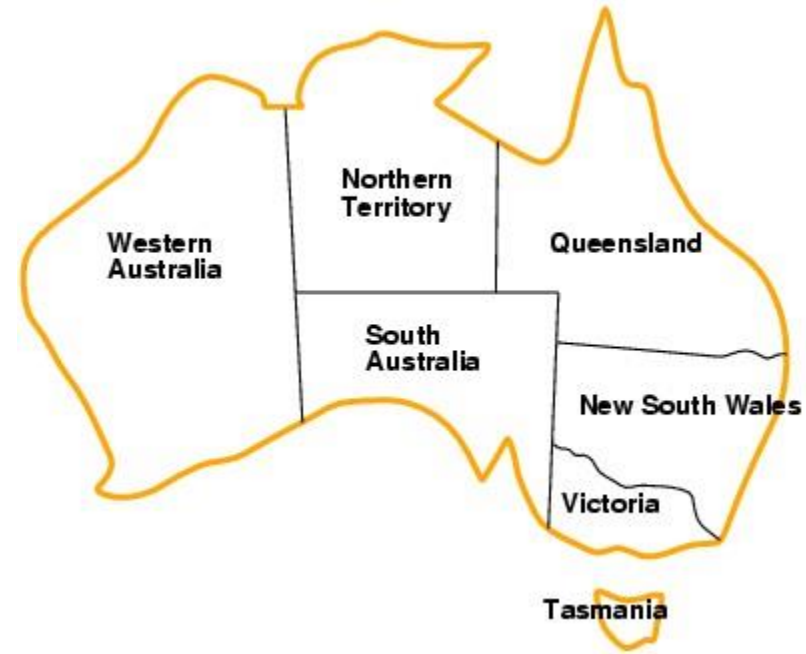 Northern
Territory
Western
Australia
Queensland
South
Australia
New South Wales
Victoria
Tasmania